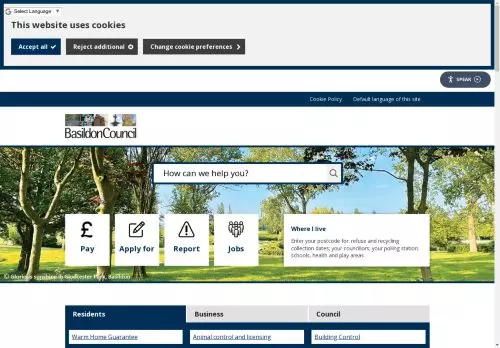 Select Language ▼
This website uses cookies
Accept all
Reject additional
Change cookie preferences
SPEAK
Cookie Policy
Default language of this site
BasildonCouncil
How can we help you?
£
Pay
Apply for
Report
Jobs
Where I live
Enter your postcode for: refuse and recycling
collection dates; your councillors; your polling station;
schools, health and play areas
© Glorious sunshine in Gloucester Park, Basildon
Residents
Business
Council
Warm Home Guarantee
Animal control and licensing
Building Control